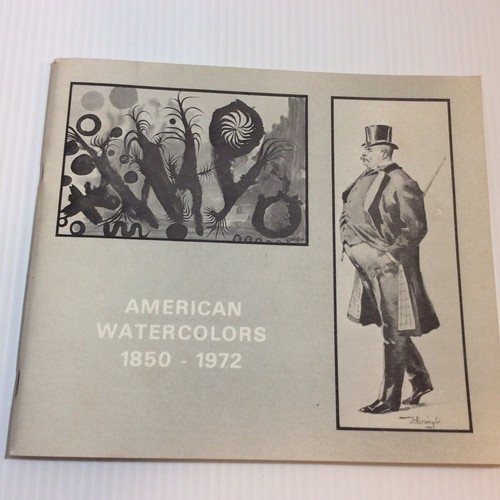 AMERICAN
WATERCOLORS
1850 - 1972